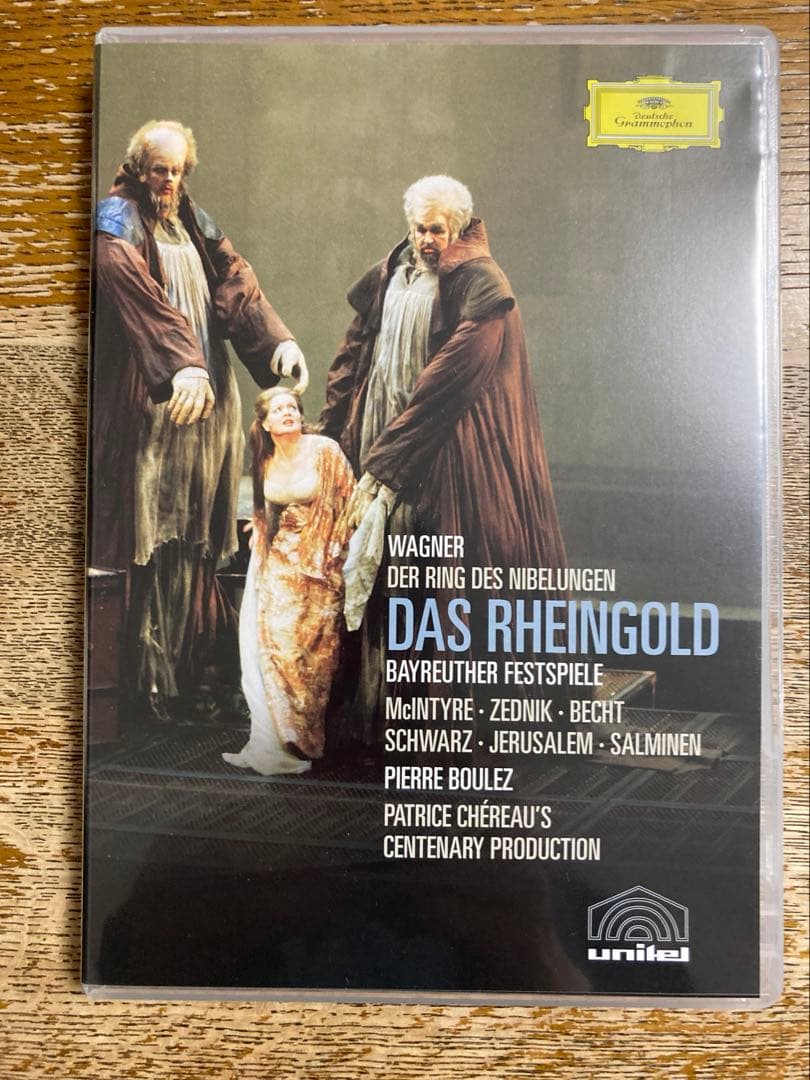 Deutsche
Grammophon
WAGNER
DER RING DES NIBELUNGEN
DAS RHEINGOLD
BAYREUTHER FESTSPIELE
McINTYRE · ZEDNIK · BECHT
SCHWARZ · JERUSALEM · SALMINEN
PIERRE BOULEZ
PATRICE CHÉREAU'S
CENTENARY PRODUCTION
unitel